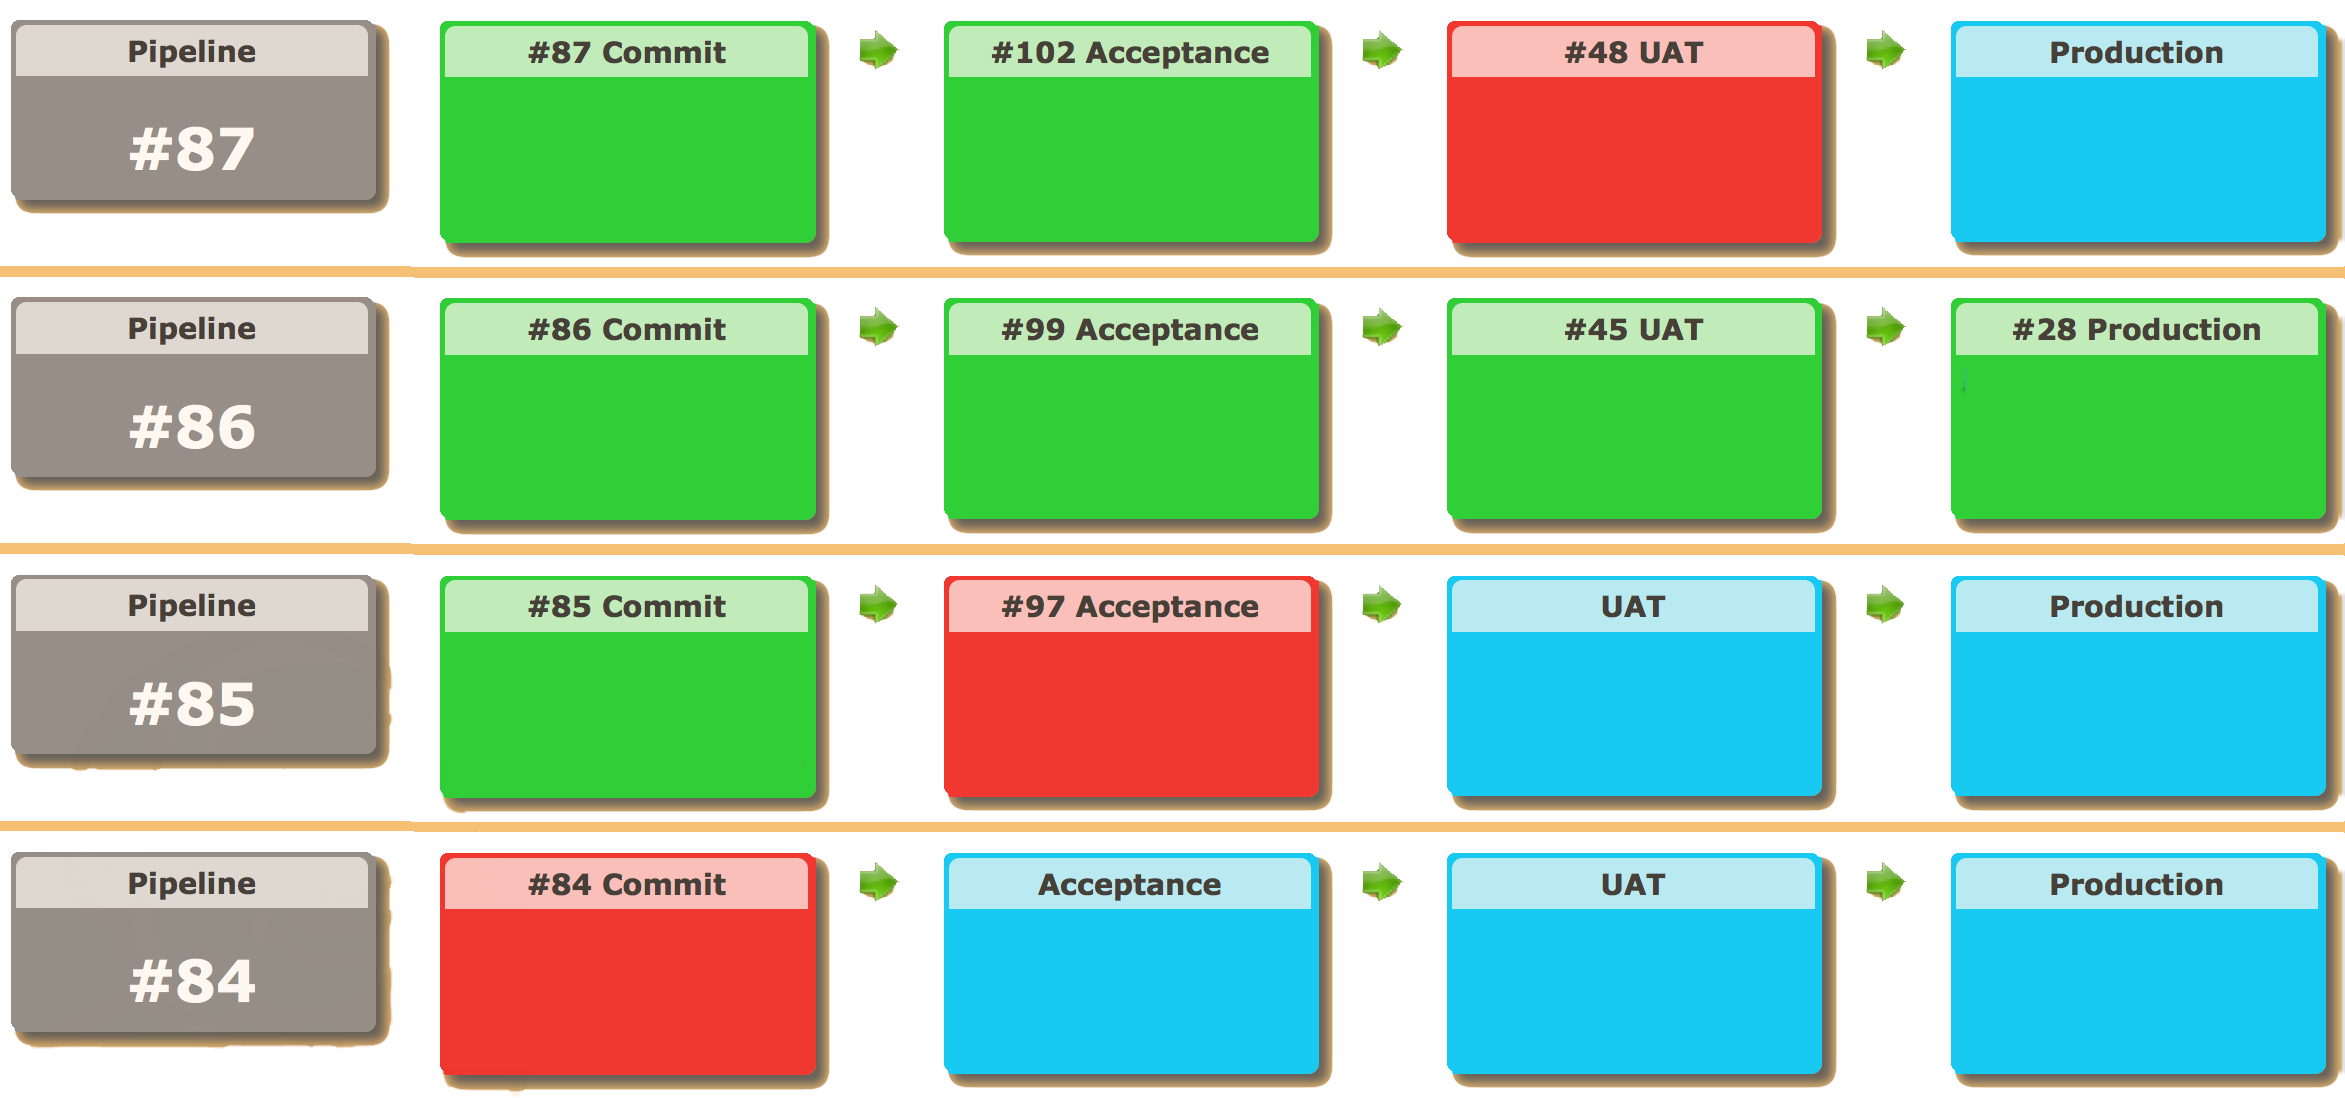 Pipeline
#87
#87 Commit
#102 Acceptance
#48 UAT
Production
Pipeline
#86
#86 Commit
#99 Acceptance
#45 UAT
#28 Production
Pipeline
#85
#85 Commit
#97 Acceptance
UAT
Production
Pipeline
#84
#84 Commit
Acceptance
UAT
Production